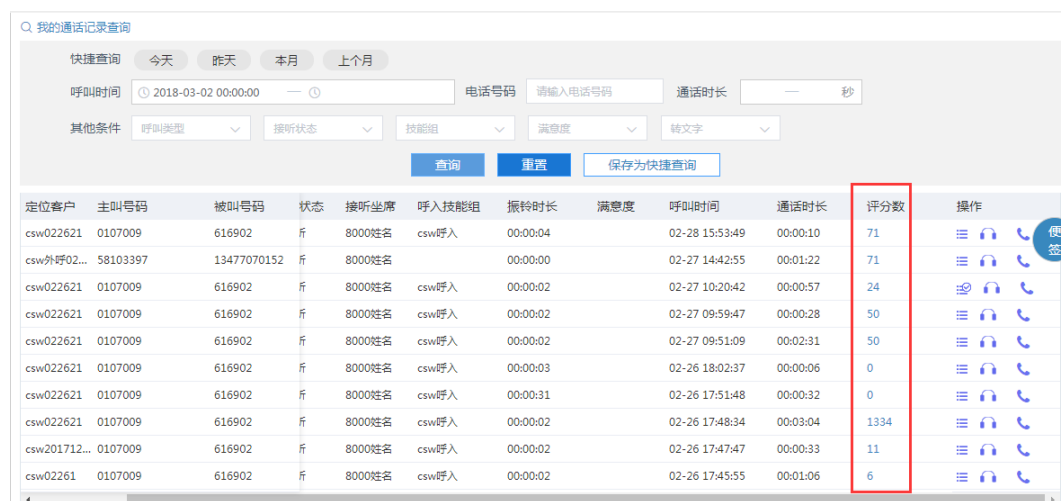 我的通话记录查询
快捷查询 今天 昨天 本月 上个月
呼叫时间 2018-03-02 00:00:00 — 电话号码 请输入电话号码 通话时长 — 秒
其他条件 呼叫类型 接听状态 技能组 满意度 转文字
查询 重置 保存为快捷查询
定位客户 主叫号码 被叫号码 状态 接听坐席 呼入技能组 振铃时长 满意度 呼叫时间 通话时长 评分数 操作
csw022621 0107009 616902 8000姓名 csw呼入 00:00:04 02-28 15:53:49 00:00:10 71 便
签
csw外呼02... 58103397 13477070152 8000姓名 00:00:00 02-27 14:42:55 00:01:22 71
csw022621 0107009 616902 8000姓名 csw呼入 00:00:02 02-27 10:20:42 00:00:57 24
csw022621 0107009 616902 8000姓名 csw呼入 00:00:02 02-27 09:59:47 00:00:28 50
csw022621 0107009 616902 8000姓名 csw呼入 00:00:02 02-27 09:51:09 00:02:31 50
csw022621 0107009 616902 8000姓名 csw呼入 00:00:03 02-26 18:02:37 00:00:06 0
csw022621 0107009 616902 8000姓名 csw呼入 00:00:31 02-26 17:51:48 00:00:32 0
csw022621 0107009 616902 8000姓名 csw呼入 00:00:02 02-26 17:48:34 00:03:04 1334
csw201712... 0107009 616902 8000姓名 csw呼入 00:00:02 02-26 17:47:47 00:00:33 11
csw02261 0107009 616902 8000姓名 csw呼入 00:00:02 02-26 17:45:55 00:01:06 6